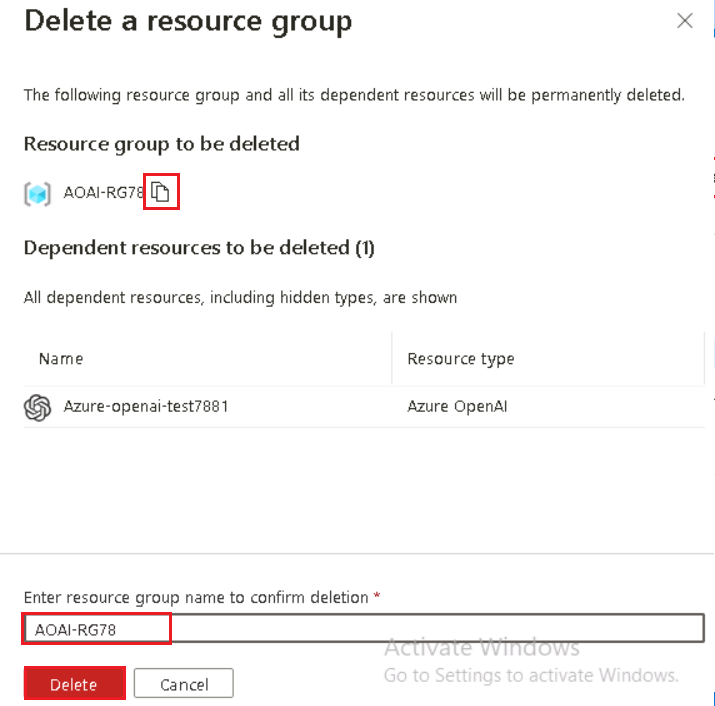 Delete a resource group
The following resource group and all its dependent resources will be permanently deleted.
Resource group to be deleted
AOAI-RG78
Dependent resources to be deleted (1)
All dependent resources, including hidden types, are shown
Name Resource type
Azure-openai-test7881 Azure OpenAI
Enter resource group name to confirm deletion *
AOAI-RG78
Activate Windows
Go to Settings to activate Windows.
Delete Cancel